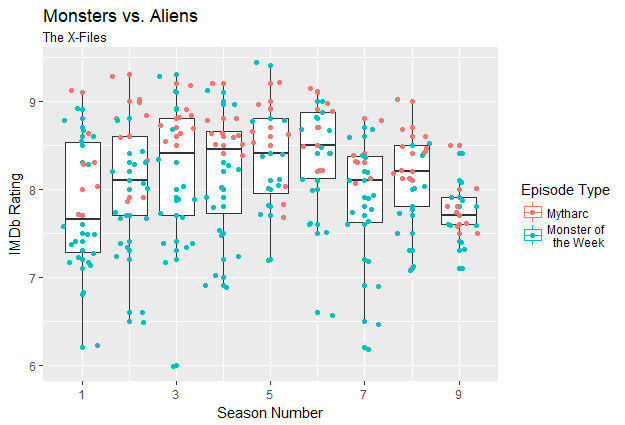 Monsters vs. Aliens
The X-Files
9
8
7
6
IMDb Rating
1
3
5
7
9
Season Number
Episode Type
Mytharc
Monster of
the Week